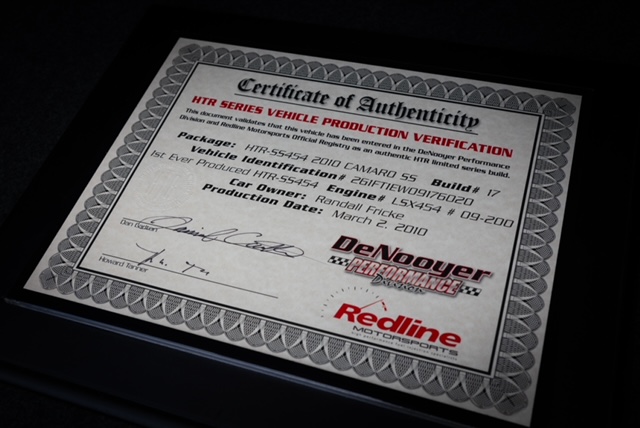 Certificate of Authenticity
HTR SERIES VEHICLE PRODUCTION VERIFICATION
This document validates that this vehicle has been entered in the DeNooyer Performance
Division and Redline Motorsports Official Registry as an authentic HTR limited series build.
Package: HTR-SS454 2010 CAMARO SS Build# 17
Vehicle Identification# 2G1FT1EW09176020
1st Ever Produced HTR-SS454 Engine# LSX454 # 09-200
Car Owner: Randall Fricke
Production Date: March 2, 2010
Howard Tanner
DeNooyer
PERFORMANCE
Division
Redline
MOTORSPORTS